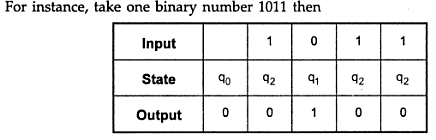 For instance, take one binary number 1011 then
Input 1 0 1 1
State q0 q2 q1 q2 q2
Output 0 0 1 0 0